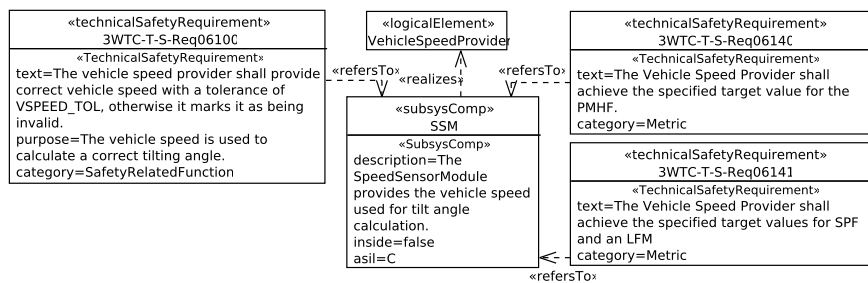 «technicalSafetyRequirement»
3WTC-T-S-Req06100
«TechnicalSafetyRequirement»
text=The vehicle speed provider shall provide
correct vehicle speed with a tolerance of
VSPEED_TOL, otherwise it marks it as being
invalid.
purpose=The vehicle speed is used to
calculate a correct tilting angle.
category=SafetyRelatedFunction
«refersTo»
«logicalElement»
VehicleSpeedProvider
«realizes»
«refersTo»
«subsysComp»
SSM
«SubsysComp»
description=The
SpeedSensorModule
provides the vehicle speed
used for tilt angle
calculation.
inside=false
asil=C
«technicalSafetyRequirement»
3WTC-T-S-Req06140
«TechnicalSafetyRequirement»
text=The Vehicle Speed Provider shall
achieve the specified target value for the
PMHF.
category=Metric
«technicalSafetyRequirement»
3WTC-T-S-Req06141
«TechnicalSafetyRequirement»
text=The Vehicle Speed Provider shall
achieve the specified target values for SPF
and an LFM
category=Metric
«refersTo»